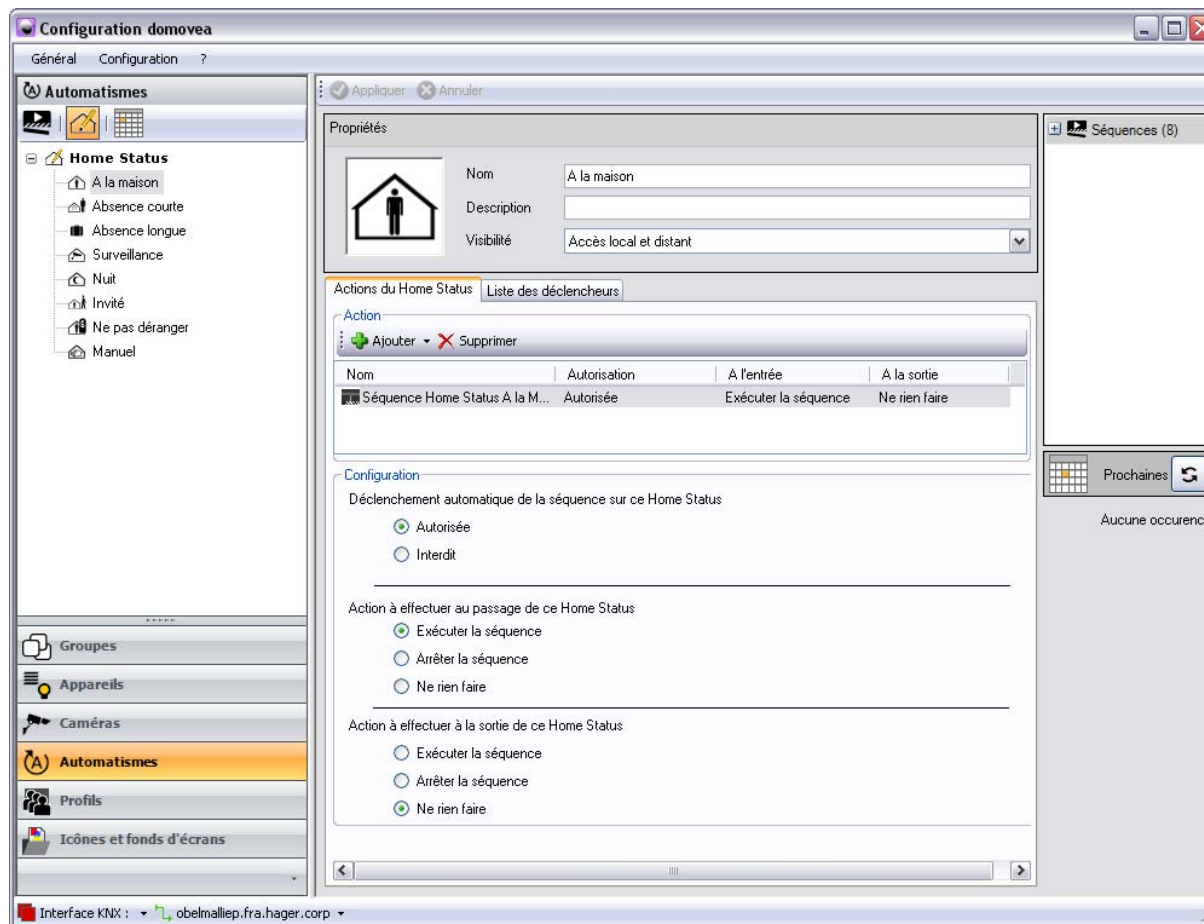 Configuration domovea
Général Configuration ?
Automatismes
Home Status
A la maison
Absence courte
Absence longue
Surveillance
Nuit
Invité
Ne pas déranger
Manuel
Groupes
Appareils
Caméras
Automatismes
Profils
Icônes et fonds d'écrans
Appliquer Annuler
Propriétés
Nom A la maison
Description
Visibilité Accès local et distant
Actions du Home Status Liste des déclencheurs
Action
Ajouter Supprimer
Nom Autorisation A l'entrée A la sortie
Séquence Home Status A la M... Autorisée Exécuter la séquence Ne rien faire
Configuration
Déclenchement automatique de la séquence sur ce Home Status
Autorisée
Interdit
Action à effectuer au passage de ce Home Status
Exécuter la séquence
Arrêter la séquence
Ne rien faire
Action à effectuer à la sortie de ce Home Status
Exécuter la séquence
Arrêter la séquence
Ne rien faire
Séquences (8)
Prochaines
Aucune occurenc
Interface KNX : obelmalliep.fra.hager.corp